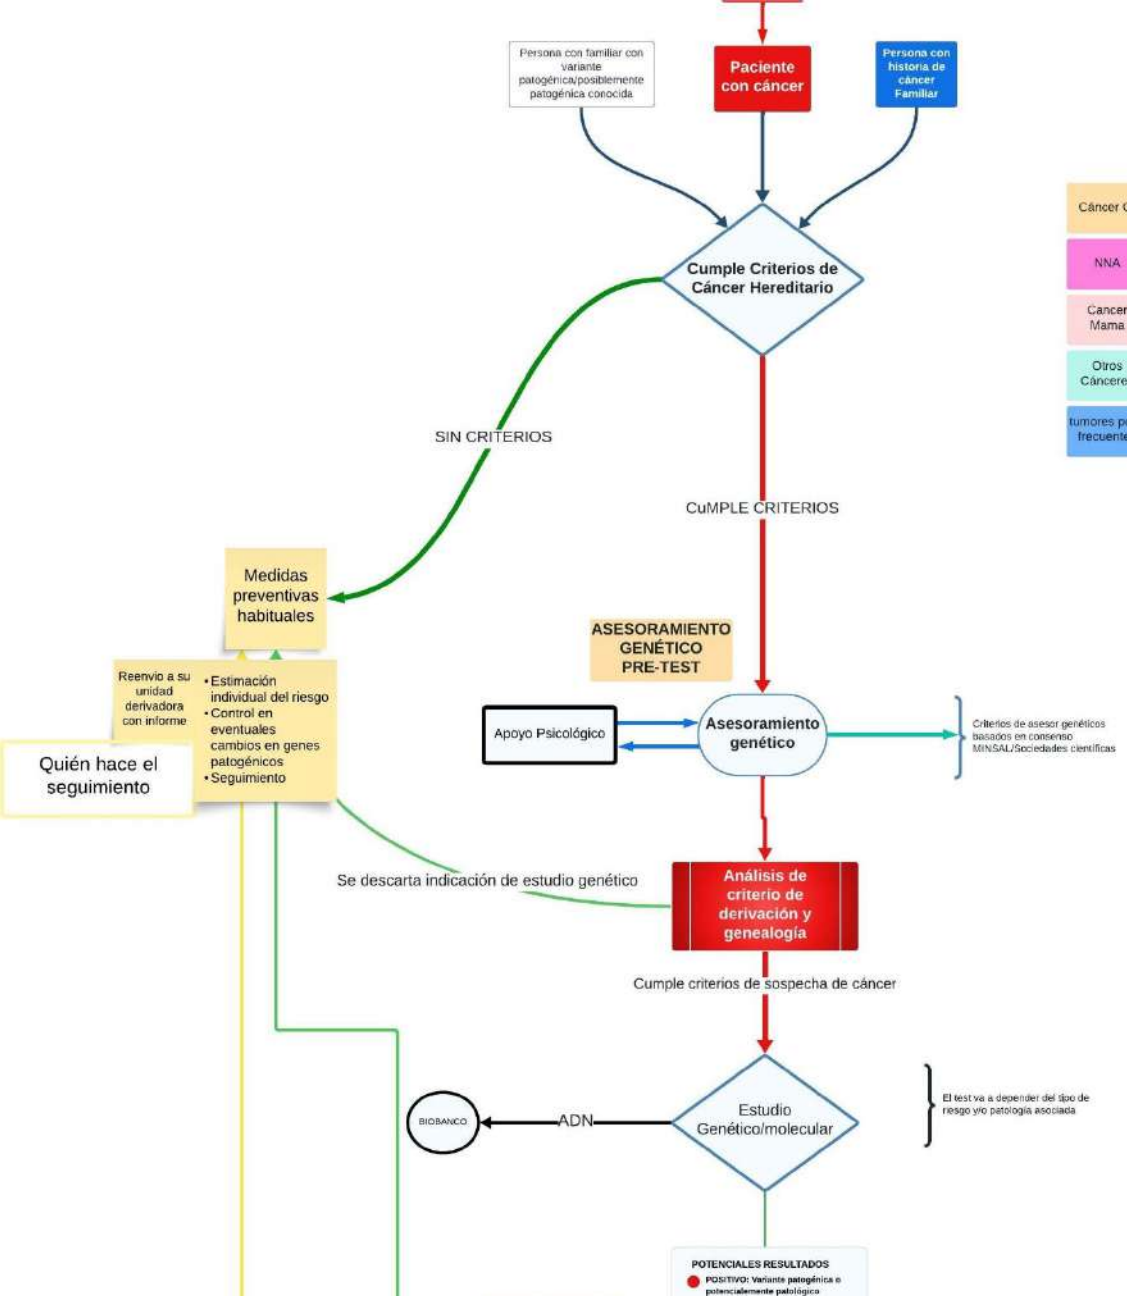 Persona con familiar con
variante
patogénica/posiblemente
patogénica conocida
Paciente
con cáncer
Persona con
historia de
cáncer
Familiar
Cumple Criterios de
Cáncer Hereditario
Cáncer
NNA
Cancer
Mama
Otros
tumores
SIN CRITERIOS
CuMPLE CRITERIOS
Medidas
preventivas
habituales
Reenvio a su
unidad
derivadora
con informe
• Estimación
individual del riesgo
• Control en
eventuales
cambios en genes
patogénicos
• Seguimiento
Quién hace el
seguimiento
ASESORAMIENTO
GENÉTICO
PRE-TEST
Apoyo Psicológico
Asesoramiento
genético
Criterios de asesor genéticos
basados en consenso
MINSAL/Sociedades científicas
Se descarta indicación de estudio genético
Análisis de
criterio de
derivación y
genealogía
Cumple criterios de sospecha de cáncer
BIOBANCO
ADN
Estudio
Genético/molecular
El test va a depender del tipo de
riesgo y/o patología asociada
POTENCIALES RESULTADOS
POSITIVO: Variante patogénica o
potencialemente patológico